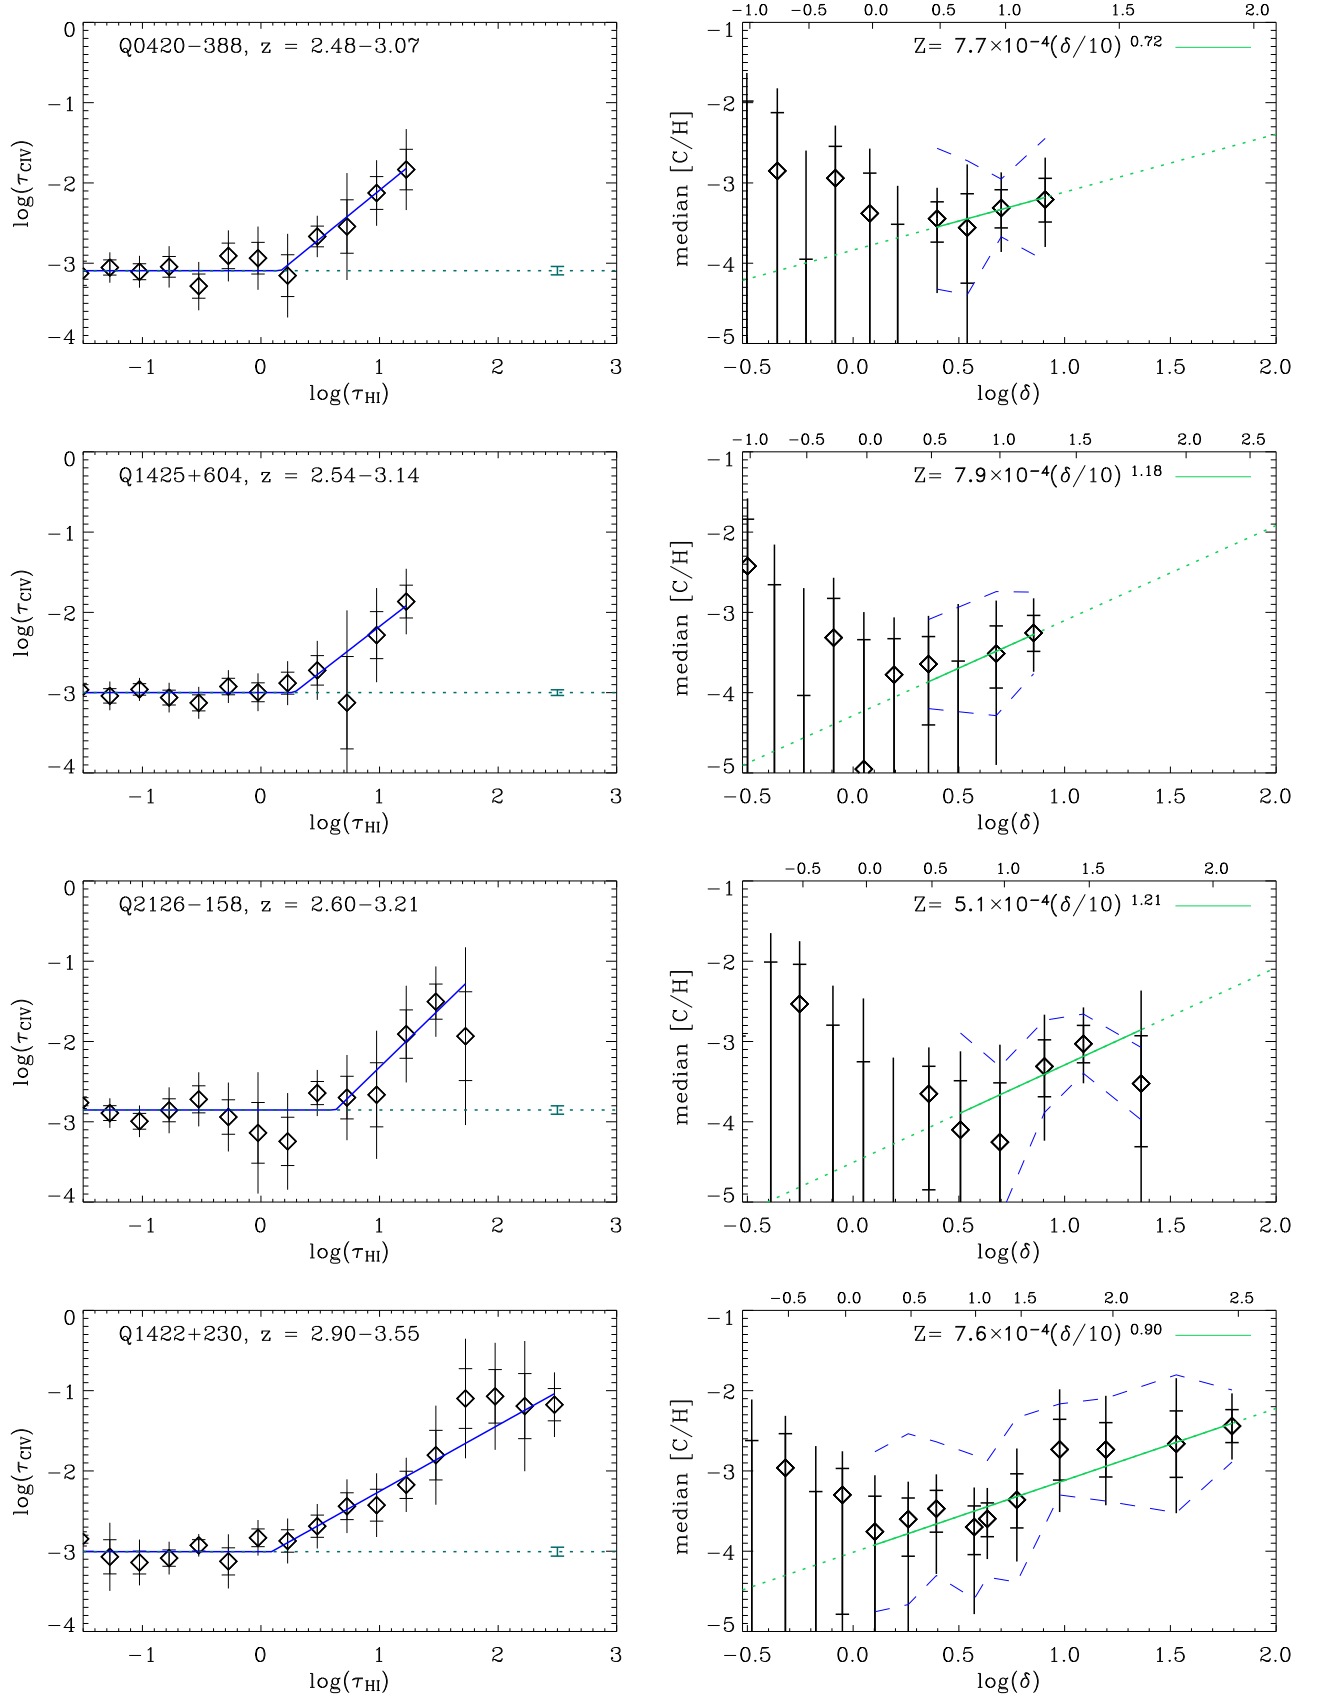 -1.0 -0.5 0.0 0.5 1.0 1.5 2.0
0 -1 -2 -3 -4
log(τCIV)
Q0420-388, z = 2.48-3.07
-1 0 1 2 3
log(τHI)
-1 -2 -3 -4 -5
median [C/H]
Z= 7.7×10⁻⁴(δ/10) 0.72
-0.5 0.0 0.5 1.0 1.5 2.0
log(δ)
-1.0 -0.5 0.0 0.5 1.0 1.5 2.0 2.5
0 -1 -2 -3 -4
log(τCIV)
Q1425+604, z = 2.54-3.14
-1 0 1 2 3
log(τHI)
-1 -2 -3 -4 -5
median [C/H]
Z= 7.9×10⁻⁴(δ/10) 1.18
-0.5 0.0 0.5 1.0 1.5 2.0
log(δ)
-0.5 0.0 0.5 1.0 1.5 2.0
0 -1 -2 -3 -4
log(τCIV)
Q2126-158, z = 2.60-3.21
-1 0 1 2 3
log(τHI)
-1 -2 -3 -4 -5
median [C/H]
Z= 5.1×10⁻⁴(δ/10) 1.21
-0.5 0.0 0.5 1.0 1.5 2.0
log(δ)
-0.5 0.0 0.5 1.0 1.5 2.0 2.5
0 -1 -2 -3 -4
log(τCIV)
Q1422+230, z = 2.90-3.55
-1 0 1 2 3
log(τHI)
-1 -2 -3 -4 -5
median [C/H]
Z= 7.6×10⁻⁴(δ/10) 0.90
-0.5 0.0 0.5 1.0 1.5 2.0
log(δ)